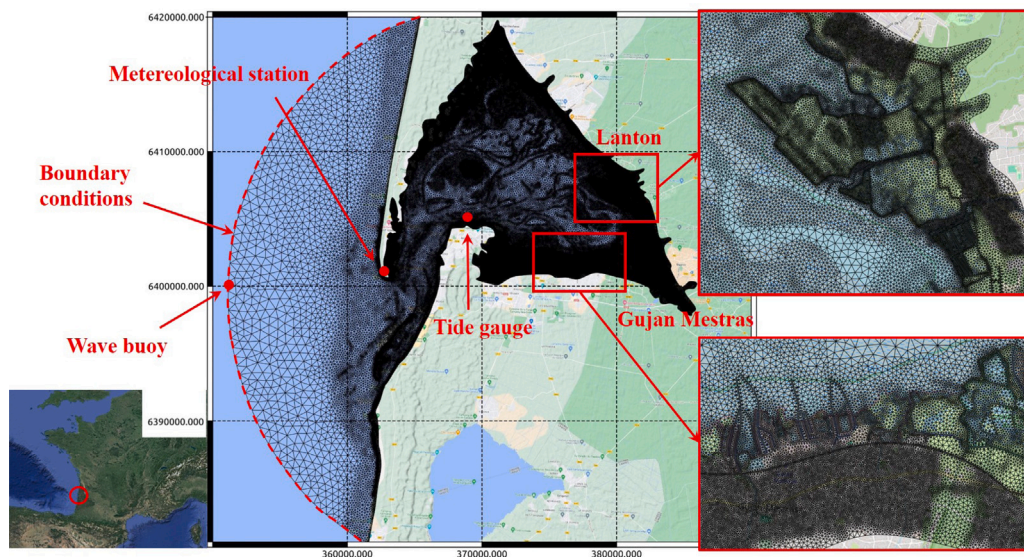 6420000.000
Metereological
station
6410000.000
Lanton
Boundary
conditions
6400000.000
Tide gauge
Gujan Mestras
Wave buoy
6390000.000
360000.000
370000.000
380000.000